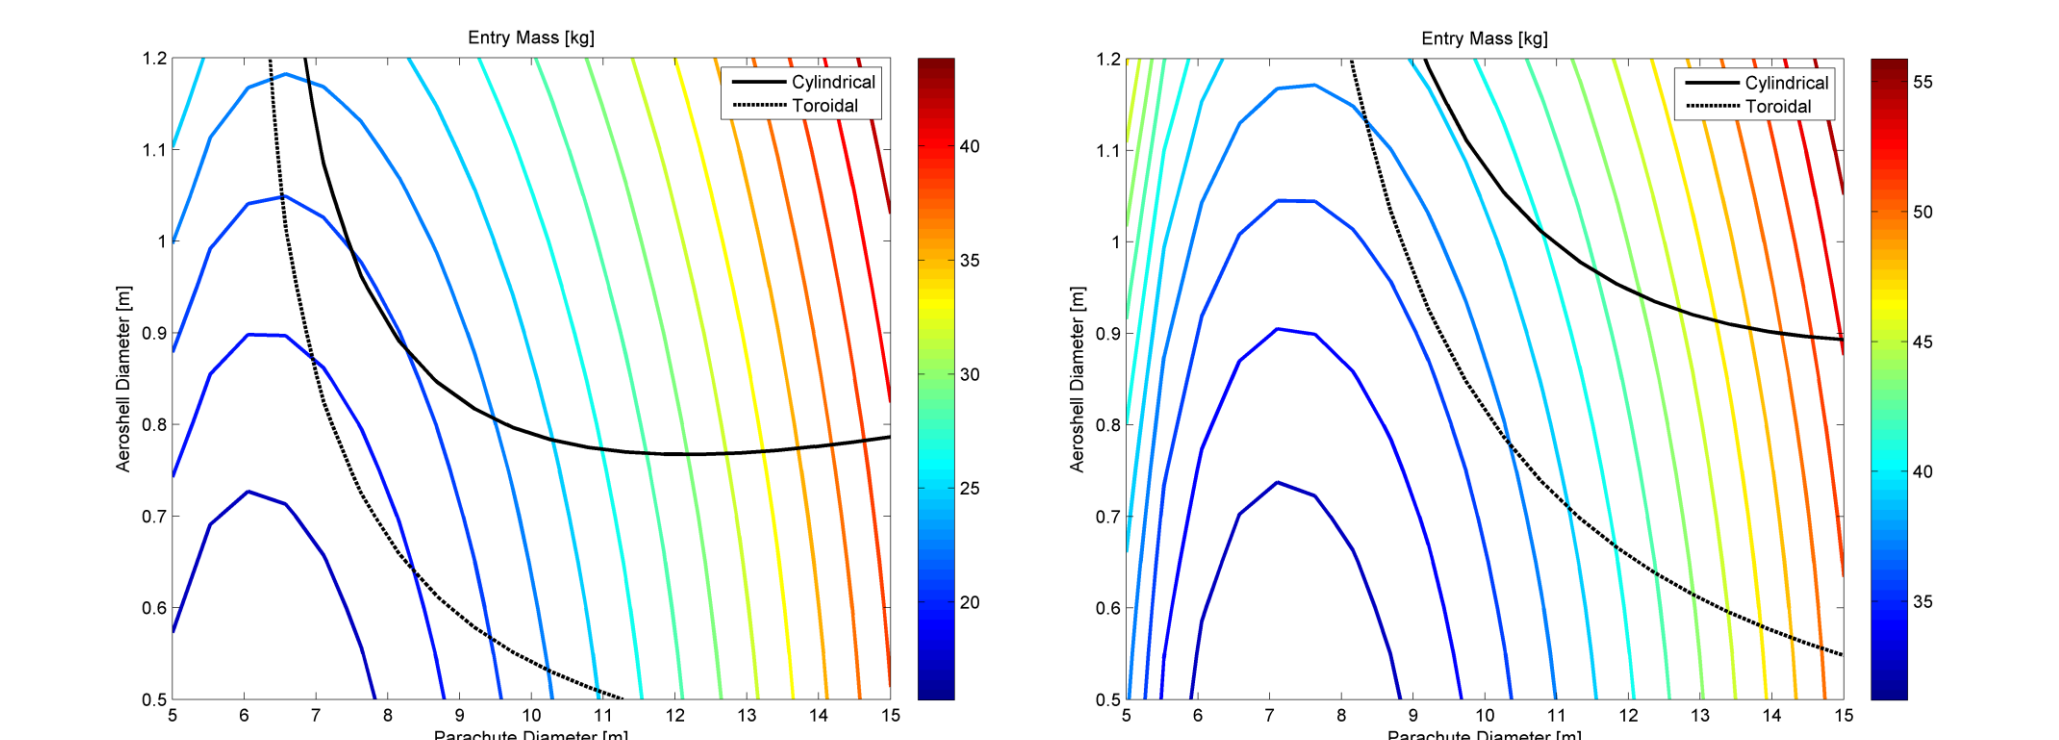 Entry Mass [kg]
Cylindrical
Toroidal
1.2
1.1
1
0.9
0.8
0.7
0.6
0.5
Aeroshell Diameter [m]
5 6 7 8 9 10 11 12 13 14 15
Parachute Diameter [m]
40
35
30
25
20
Entry Mass [kg]
Cylindrical
Toroidal
1.2
1.1
1
0.9
0.8
0.7
0.6
0.5
Aeroshell Diameter [m]
5 6 7 8 9 10 11 12 13 14 15
Parachute Diameter [m]
55
50
45
40
35